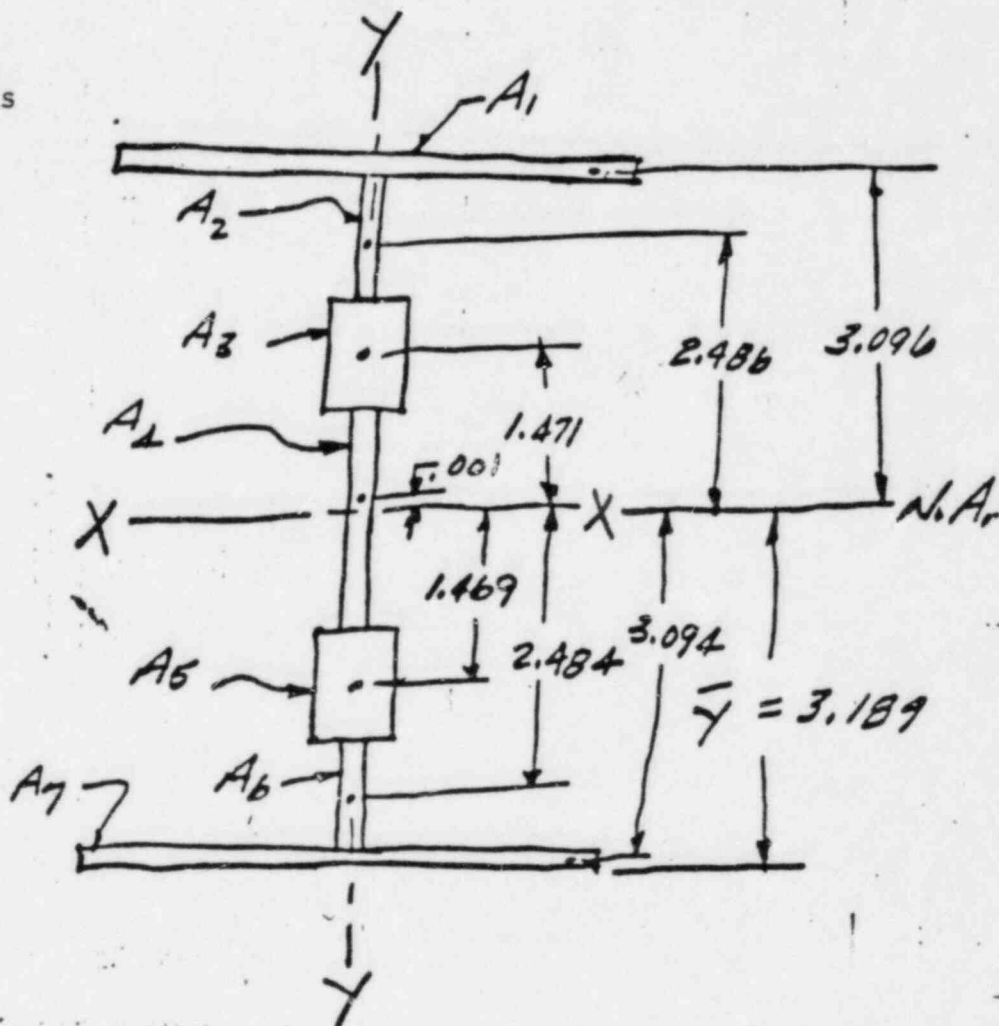 Y
s
A1
A2
A3
2.486
3.096
1.471
A4
.001
X
X
N.A.
1.469
A5
2.484
3.094
ȳ = 3.189
A6
A7
Y